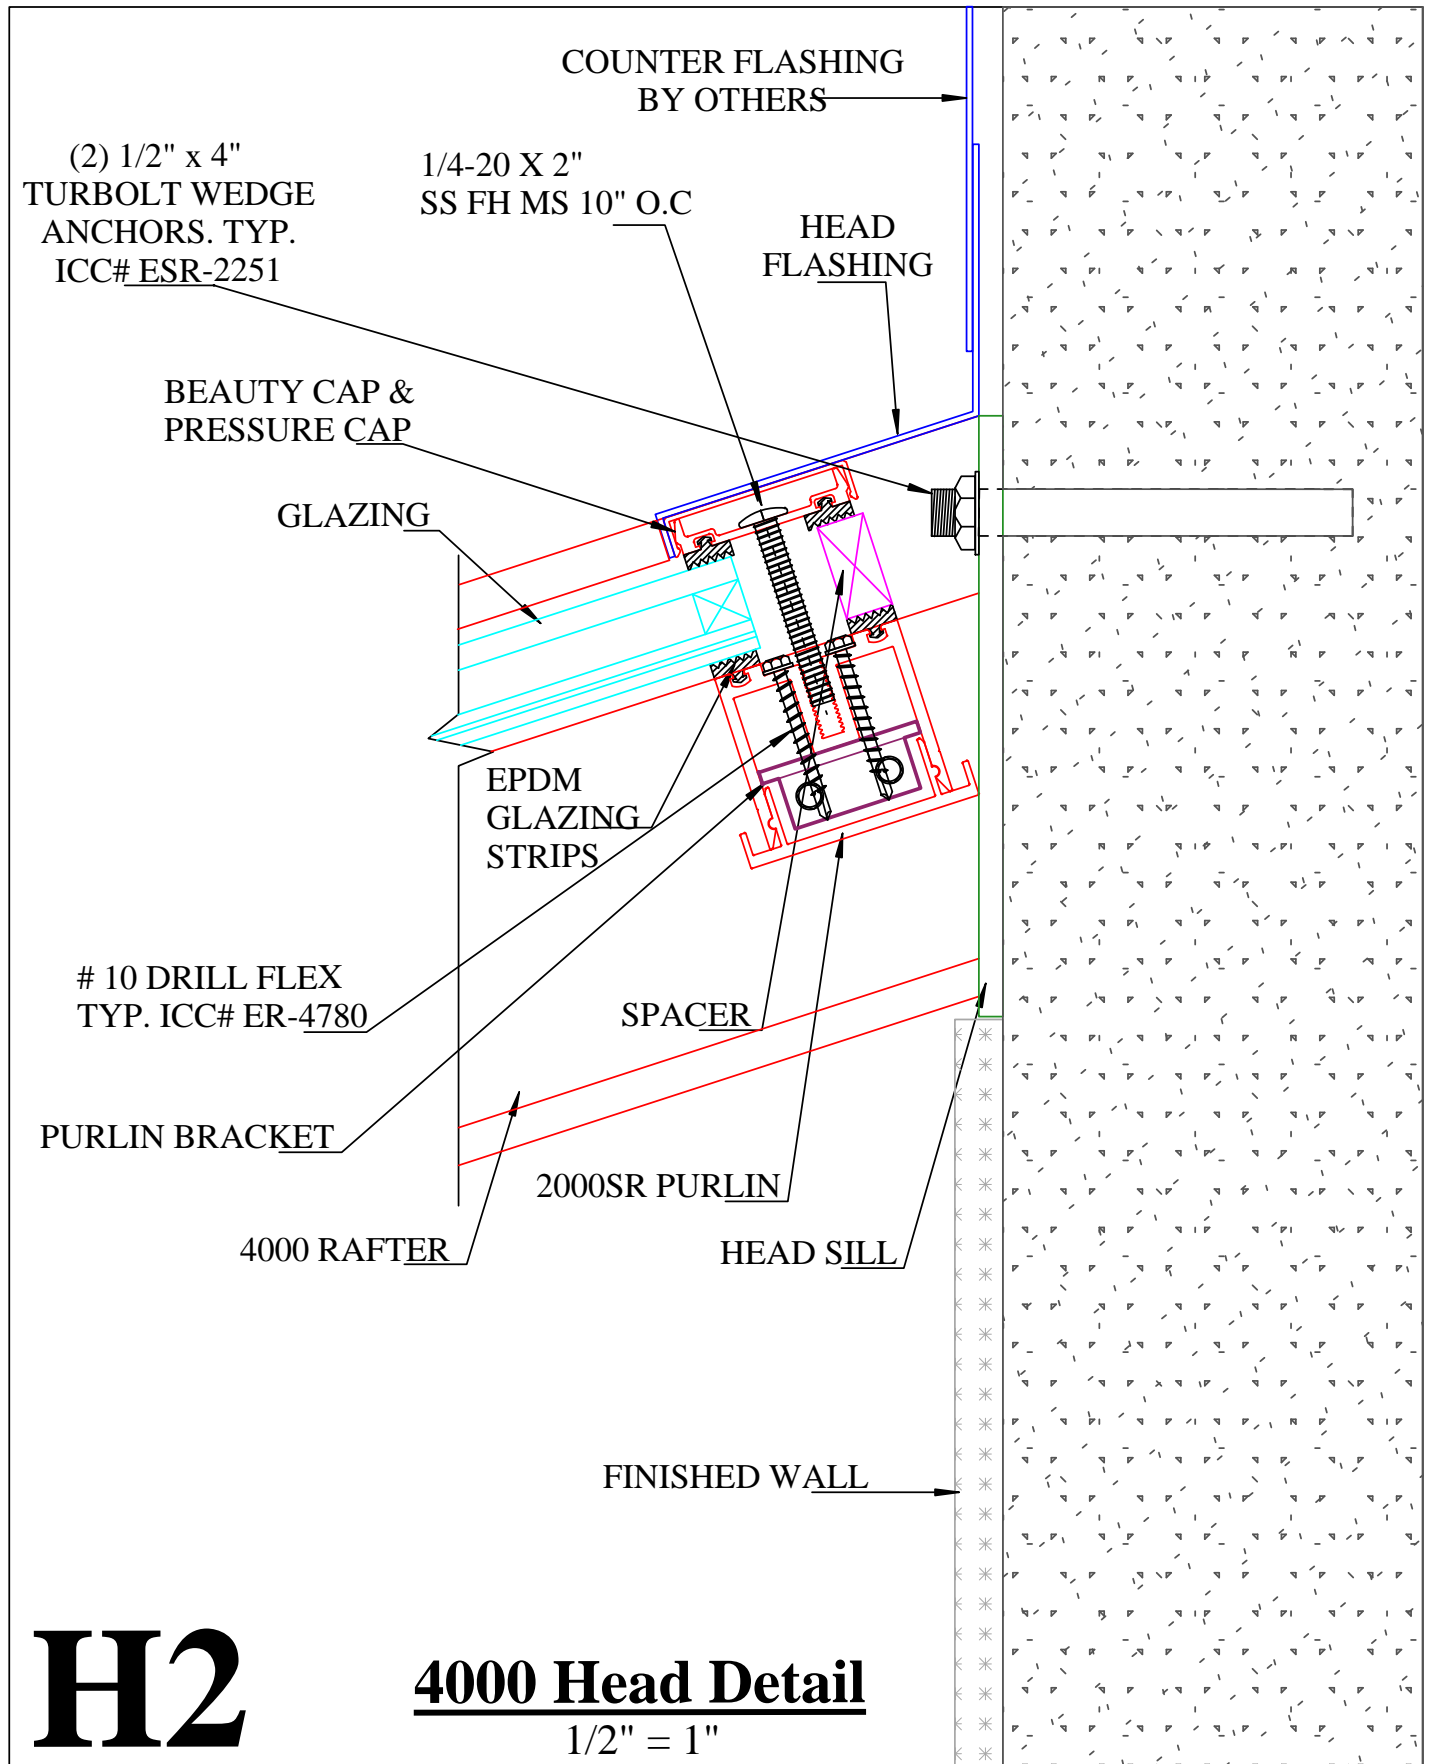 COUNTER FLASHING
BY OTHERS
(2) 1/2" x 4"
TURBOLT WEDGE
ANCHORS. TYP.
ICC# ESR-2251
1/4-20 X 2"
SS FH MS 10" O.C
HEAD
FLASHING
BEAUTY CAP &
PRESSURE CAP
GLAZING
EPDM
GLAZING
STRIPS
# 10 DRILL FLEX
TYP. ICC# ER-4780
SPACER
PURLIN BRACKET
2000SR PURLIN
4000 RAFTER
HEAD SILL
FINISHED WALL
H2
4000 Head Detail
1/2" = 1"